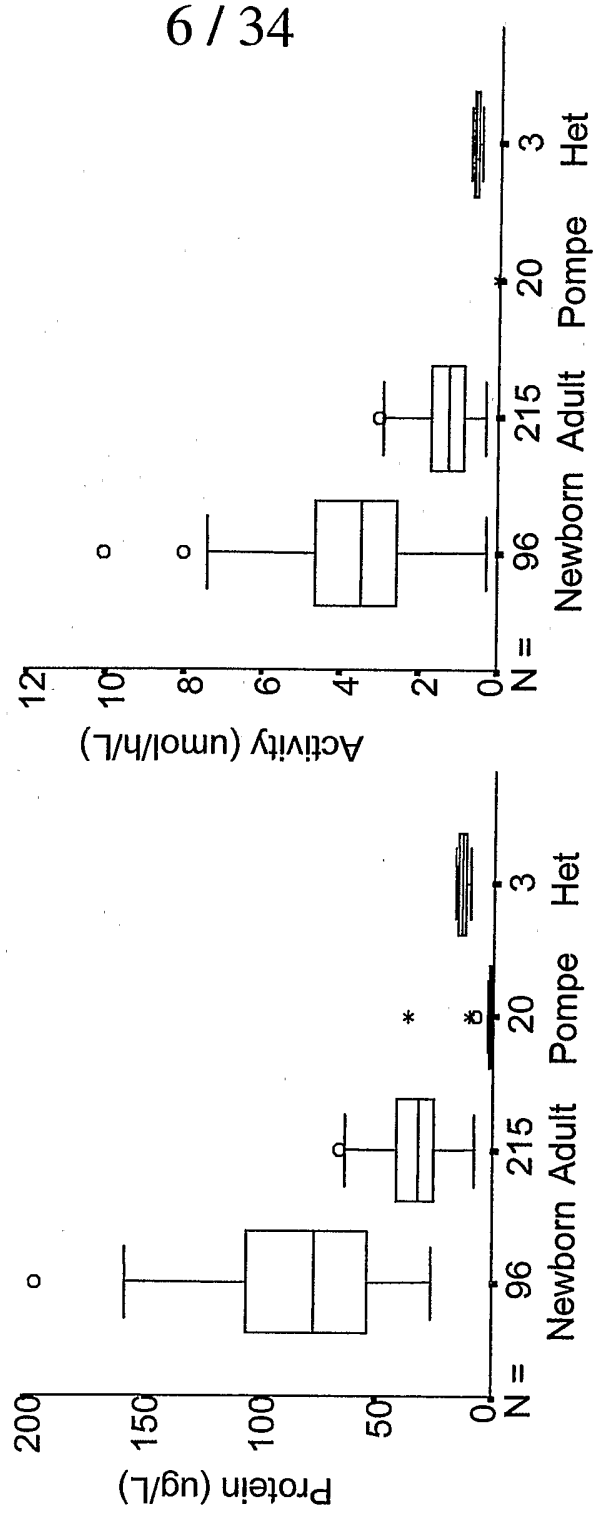 6 / 34
Protein (ug/L)
200
150
100
50
0
N = 96 215 20 3
Newborn Adult Pompe Het
Activity (umol/h/L)
12
10
8
6
4
2
0
N = 96 215 20 3
Newborn Adult Pompe Het